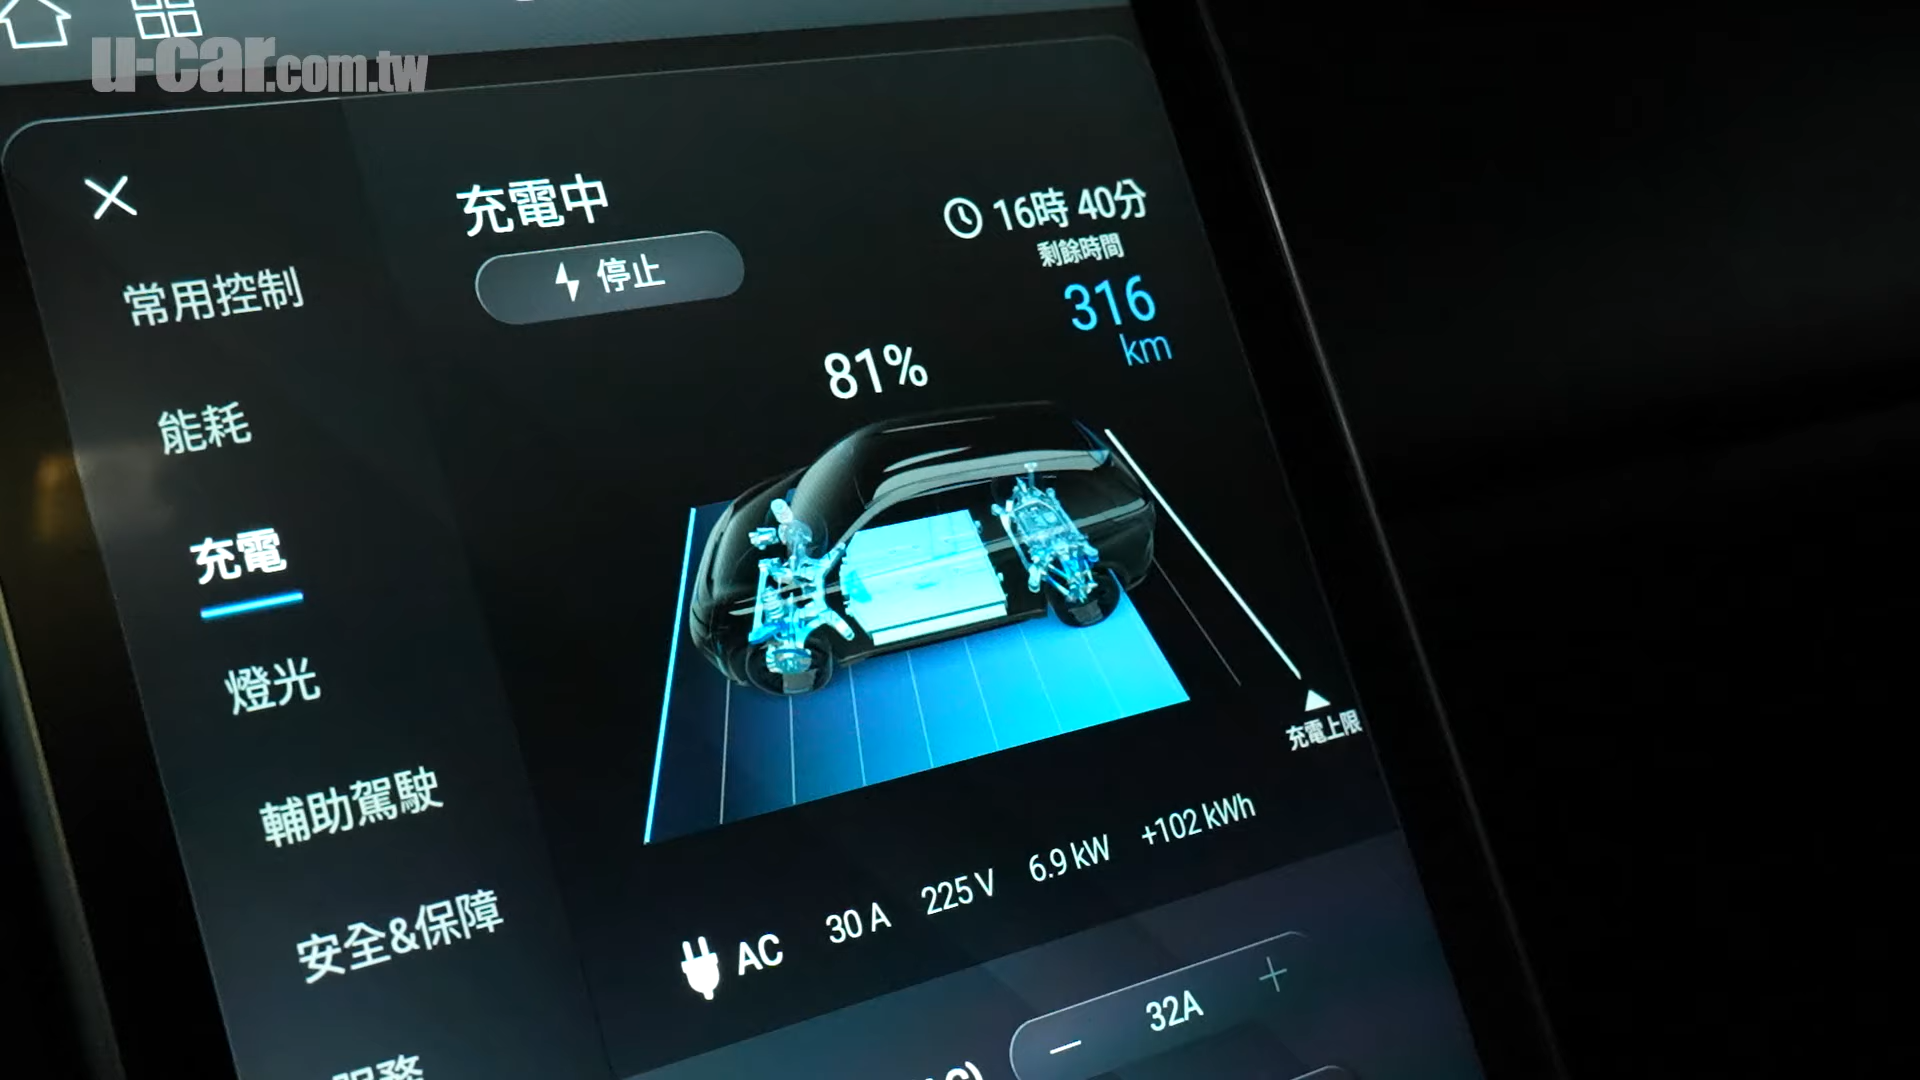 u-car.com.tw
充電中
停止
16時 40分
剩餘時間
316
km
81%
常用控制
能耗
充電
燈光
輔助駕駛
安全&保障
充電上限
AC 30 A 225 V 6.9 kW +102 kWh
32A